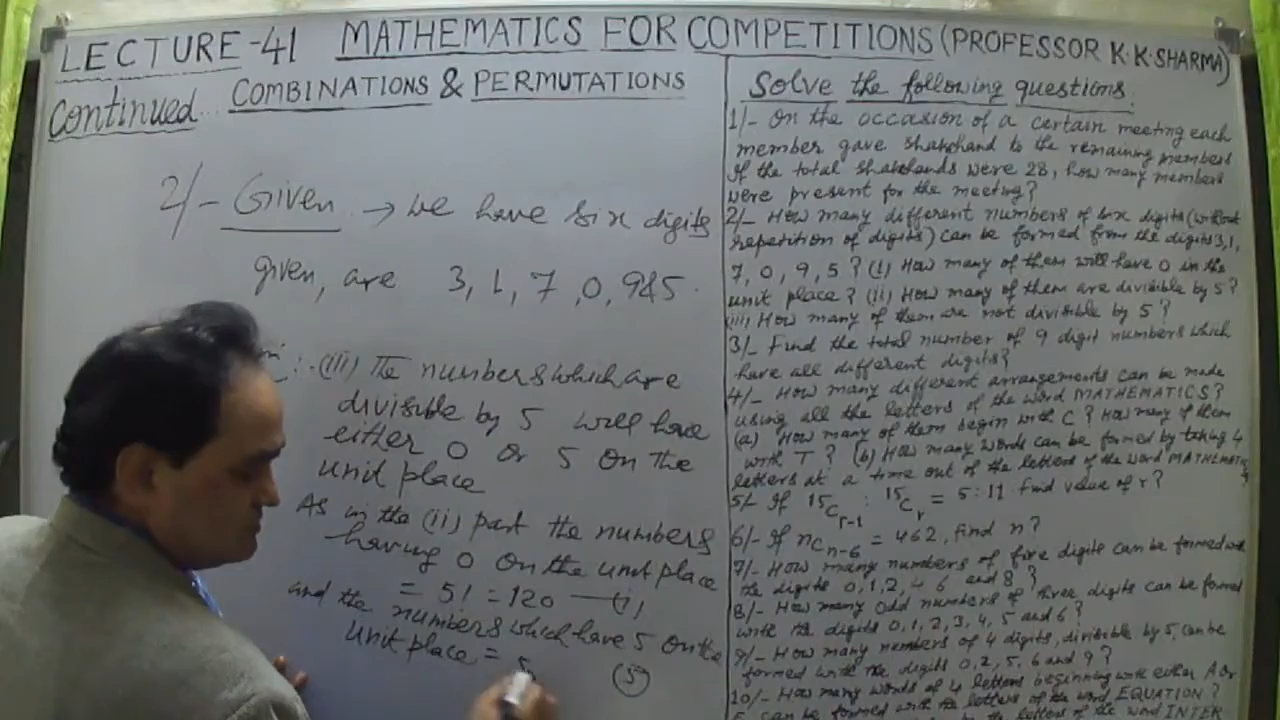 LECTURE-41 MATHEMATICS FOR COMPETITIONS (PROFESSOR K.K.SHARMA)
Continued... COMBINATIONS & PERMUTATIONS
2/- Given → we have six digits
given, are 3, 1, 7, 0, 9&5.
:- (iii) The numbers which are
divisible by 5 will have
either 0 or 5 on the
unit place
As in the (ii) part the numbers
having 0 on the unit place
= 5! = 120 —(i)
and the numbers which have 5 on the
unit place = 5
(5)
Solve the following questions.
1/- On the occasion of a certain meeting each
member gave shakehand to the remaining members
If the total shakehands were 28, how many members
were present for the meeting?
2/- How many different numbers of six digits (without
repetition of digits) can be formed from the digits 3, 1,
7, 0, 9, 5? (i) How many of them will have 0 in the
unit place? (ii) How many of them are divisible by 5?
(iii) How many of them are not divisible by 5?
3/- Find the total number of 9 digit numbers which
have all different digits?
4/- How many different arrangements can be made
using all the letters of the word MATHEMATICS?
(a) How many of them begin with C? How many of them
with T? (b) How many words can be formed by taking 4
letters at a time out of the letters of the word MATHEMATICS
5/- If 15Cr-1 : 15Cr = 5:11 find value of r?
6/- If nCn-6 = 462, find n?
7/- How many numbers of five digits can be formed with
the digits 0,1,2,4 6 and 8?
8/- How many odd numbers of three digits can be formed
with the digits 0,1,2,3,4,5 and 6?
9/- How many numbers of 4 digits, divisible by 5, can be
formed with the digits 0,2,5,6 and 9?
10/- How many words of 4 letters beginning with either A or
E can be formed with the letters of the word EQUATION?
the letters of the word INTER